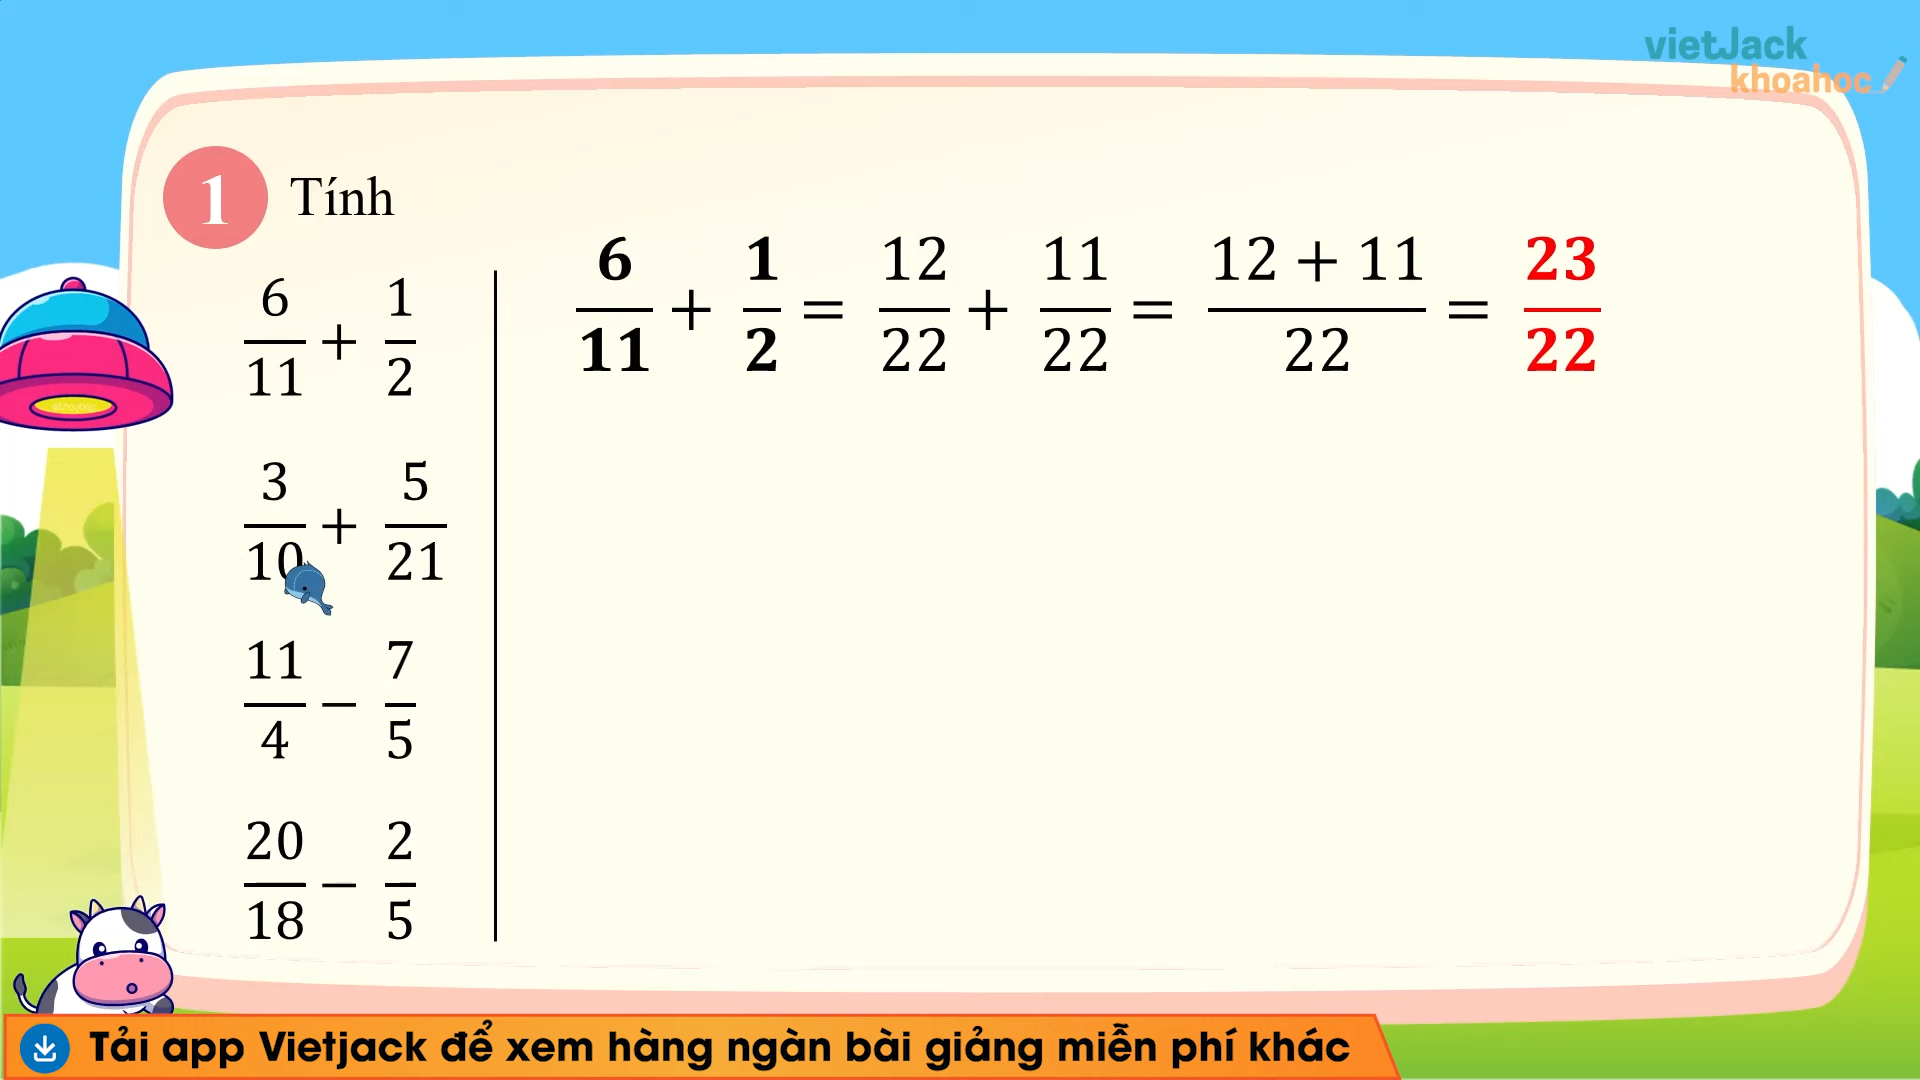 vietJack
khoahoc
1 Tính
6/11 + 1/2
6/11 + 1/2 = 12/22 + 11/22 = (12 + 11)/22 = 23/22
3/10 + 5/21
11/4 − 7/5
20/18 − 2/5
Tải app Vietjack để xem hàng ngàn bài giảng miễn phí khác